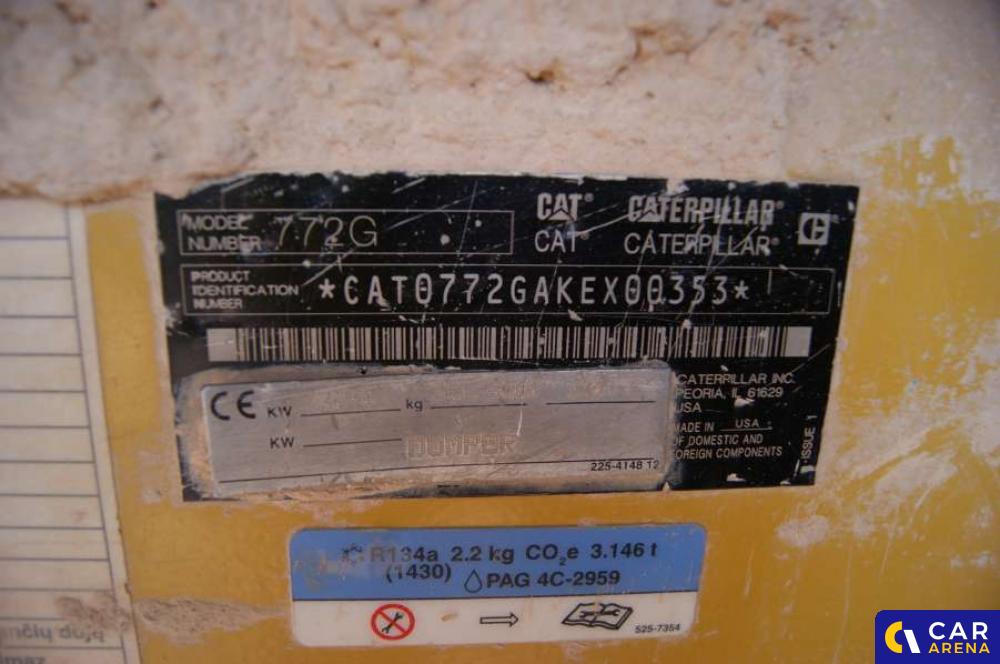 MODEL NUMBER 772G
CAT® CATERPILLAR®
CAT® CATERPILLAR®
PRODUCT IDENTIFICATION NUMBER *CAT0772GAKEX00353*
CATERPILLAR INC.
PEORIA, IL 61629
USA
MADE IN USA
OF DOMESTIC AND
FOREIGN COMPONENTS
ISSUE 1
CE KW kg
KW DUMPER
225-4148 12
R134a 2.2 kg CO₂e 3.146 t
(1430) PAG 4C-2959
525-7354
dujų
CAR
ARENA